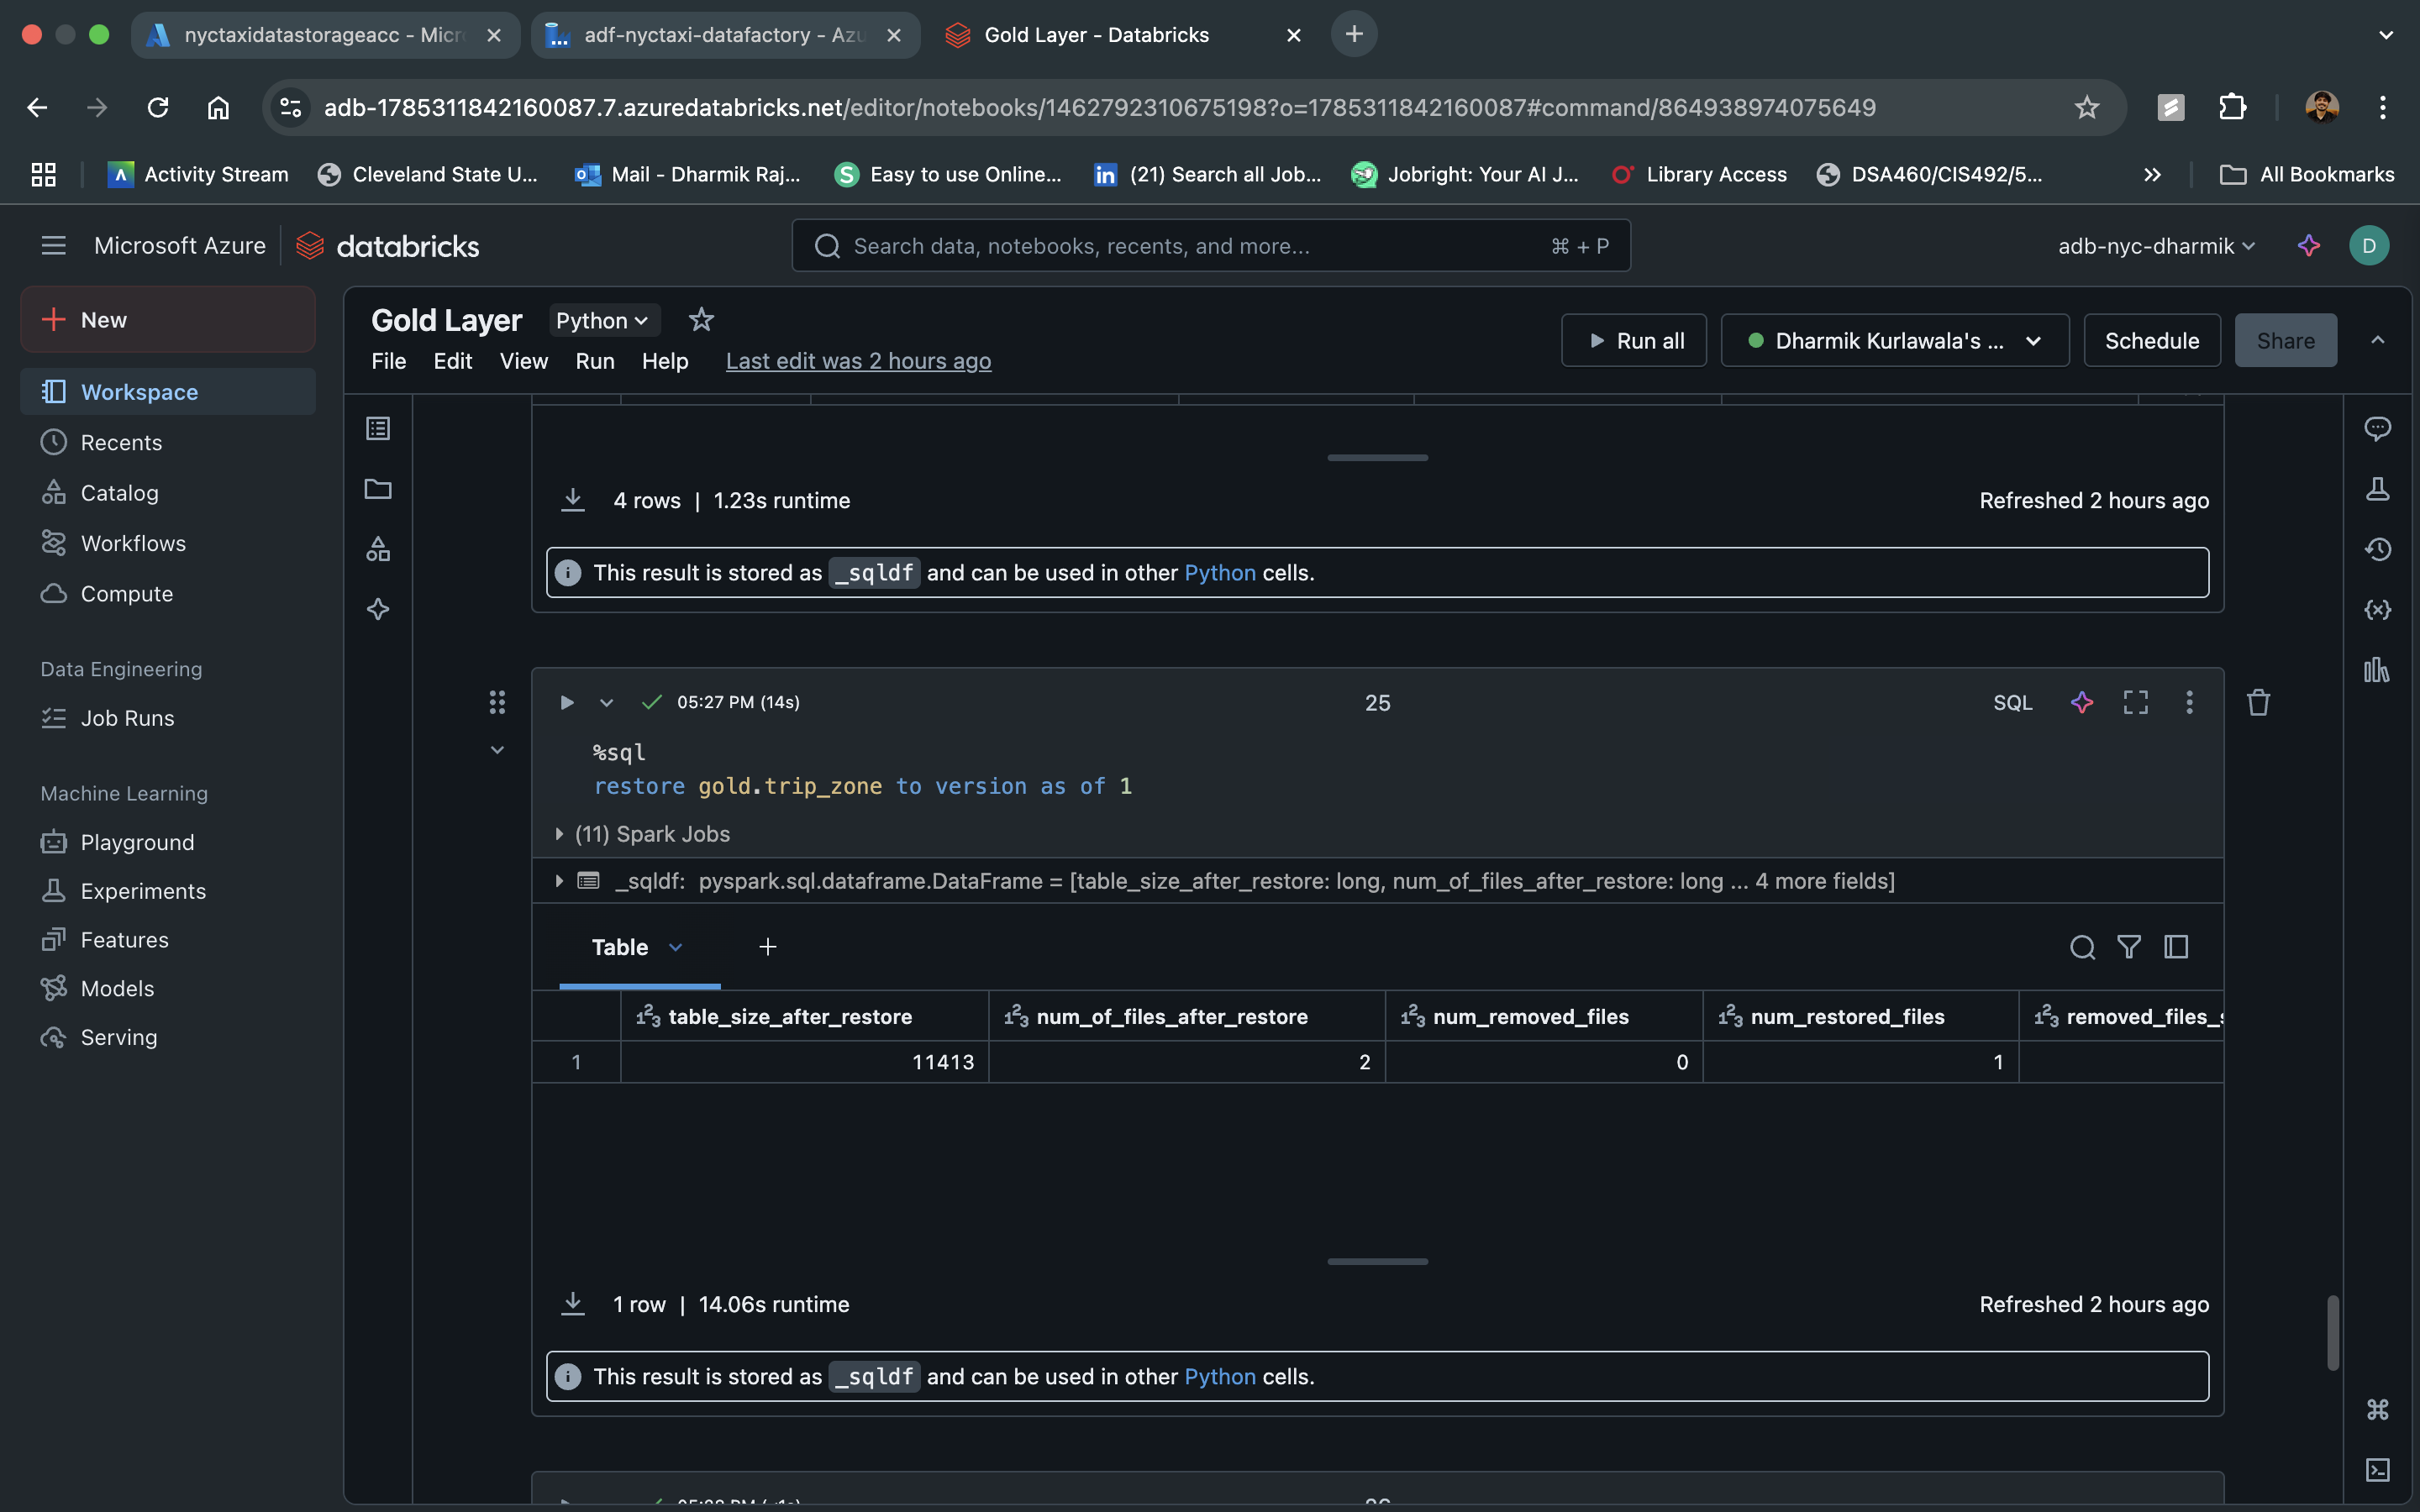 nyctaxidatastorageacc - Micr
adf-nyctaxi-datafactory - Azu
Gold Layer - Databricks
adb-1785311842160087.7.azuredatabricks.net/editor/notebooks/1462792310675198?o=1785311842160087#command/864938974075649
Activity Stream
Cleveland State U...
Mail - Dharmik Raj...
Easy to use Online...
(21) Search all Job...
Jobright: Your AI J...
Library Access
DSA460/CIS492/5...
All Bookmarks
Microsoft Azure
databricks
Search data, notebooks, recents, and more...
⌘ + P
adb-nyc-dharmik
D
New
Workspace
Recents
Catalog
Workflows
Compute
Data Engineering
Job Runs
Machine Learning
Playground
Experiments
Features
Models
Serving
Gold Layer
Python
File Edit View Run Help Last edit was 2 hours ago
Run all
Dharmik Kurlawala's ...
Schedule
Share
4 rows | 1.23s runtime
Refreshed 2 hours ago
This result is stored as _sqldf and can be used in other Python cells.
05:27 PM (14s)
25
SQL
%sql
restore gold.trip_zone to version as of 1
(11) Spark Jobs
_sqldf: pyspark.sql.dataframe.DataFrame = [table_size_after_restore: long, num_of_files_after_restore: long ... 4 more fields]
Table
table_size_after_restore num_of_files_after_restore num_removed_files num_restored_files removed_files_s
1 11413 2 0 1
1 row | 14.06s runtime
Refreshed 2 hours ago
This result is stored as _sqldf and can be used in other Python cells.